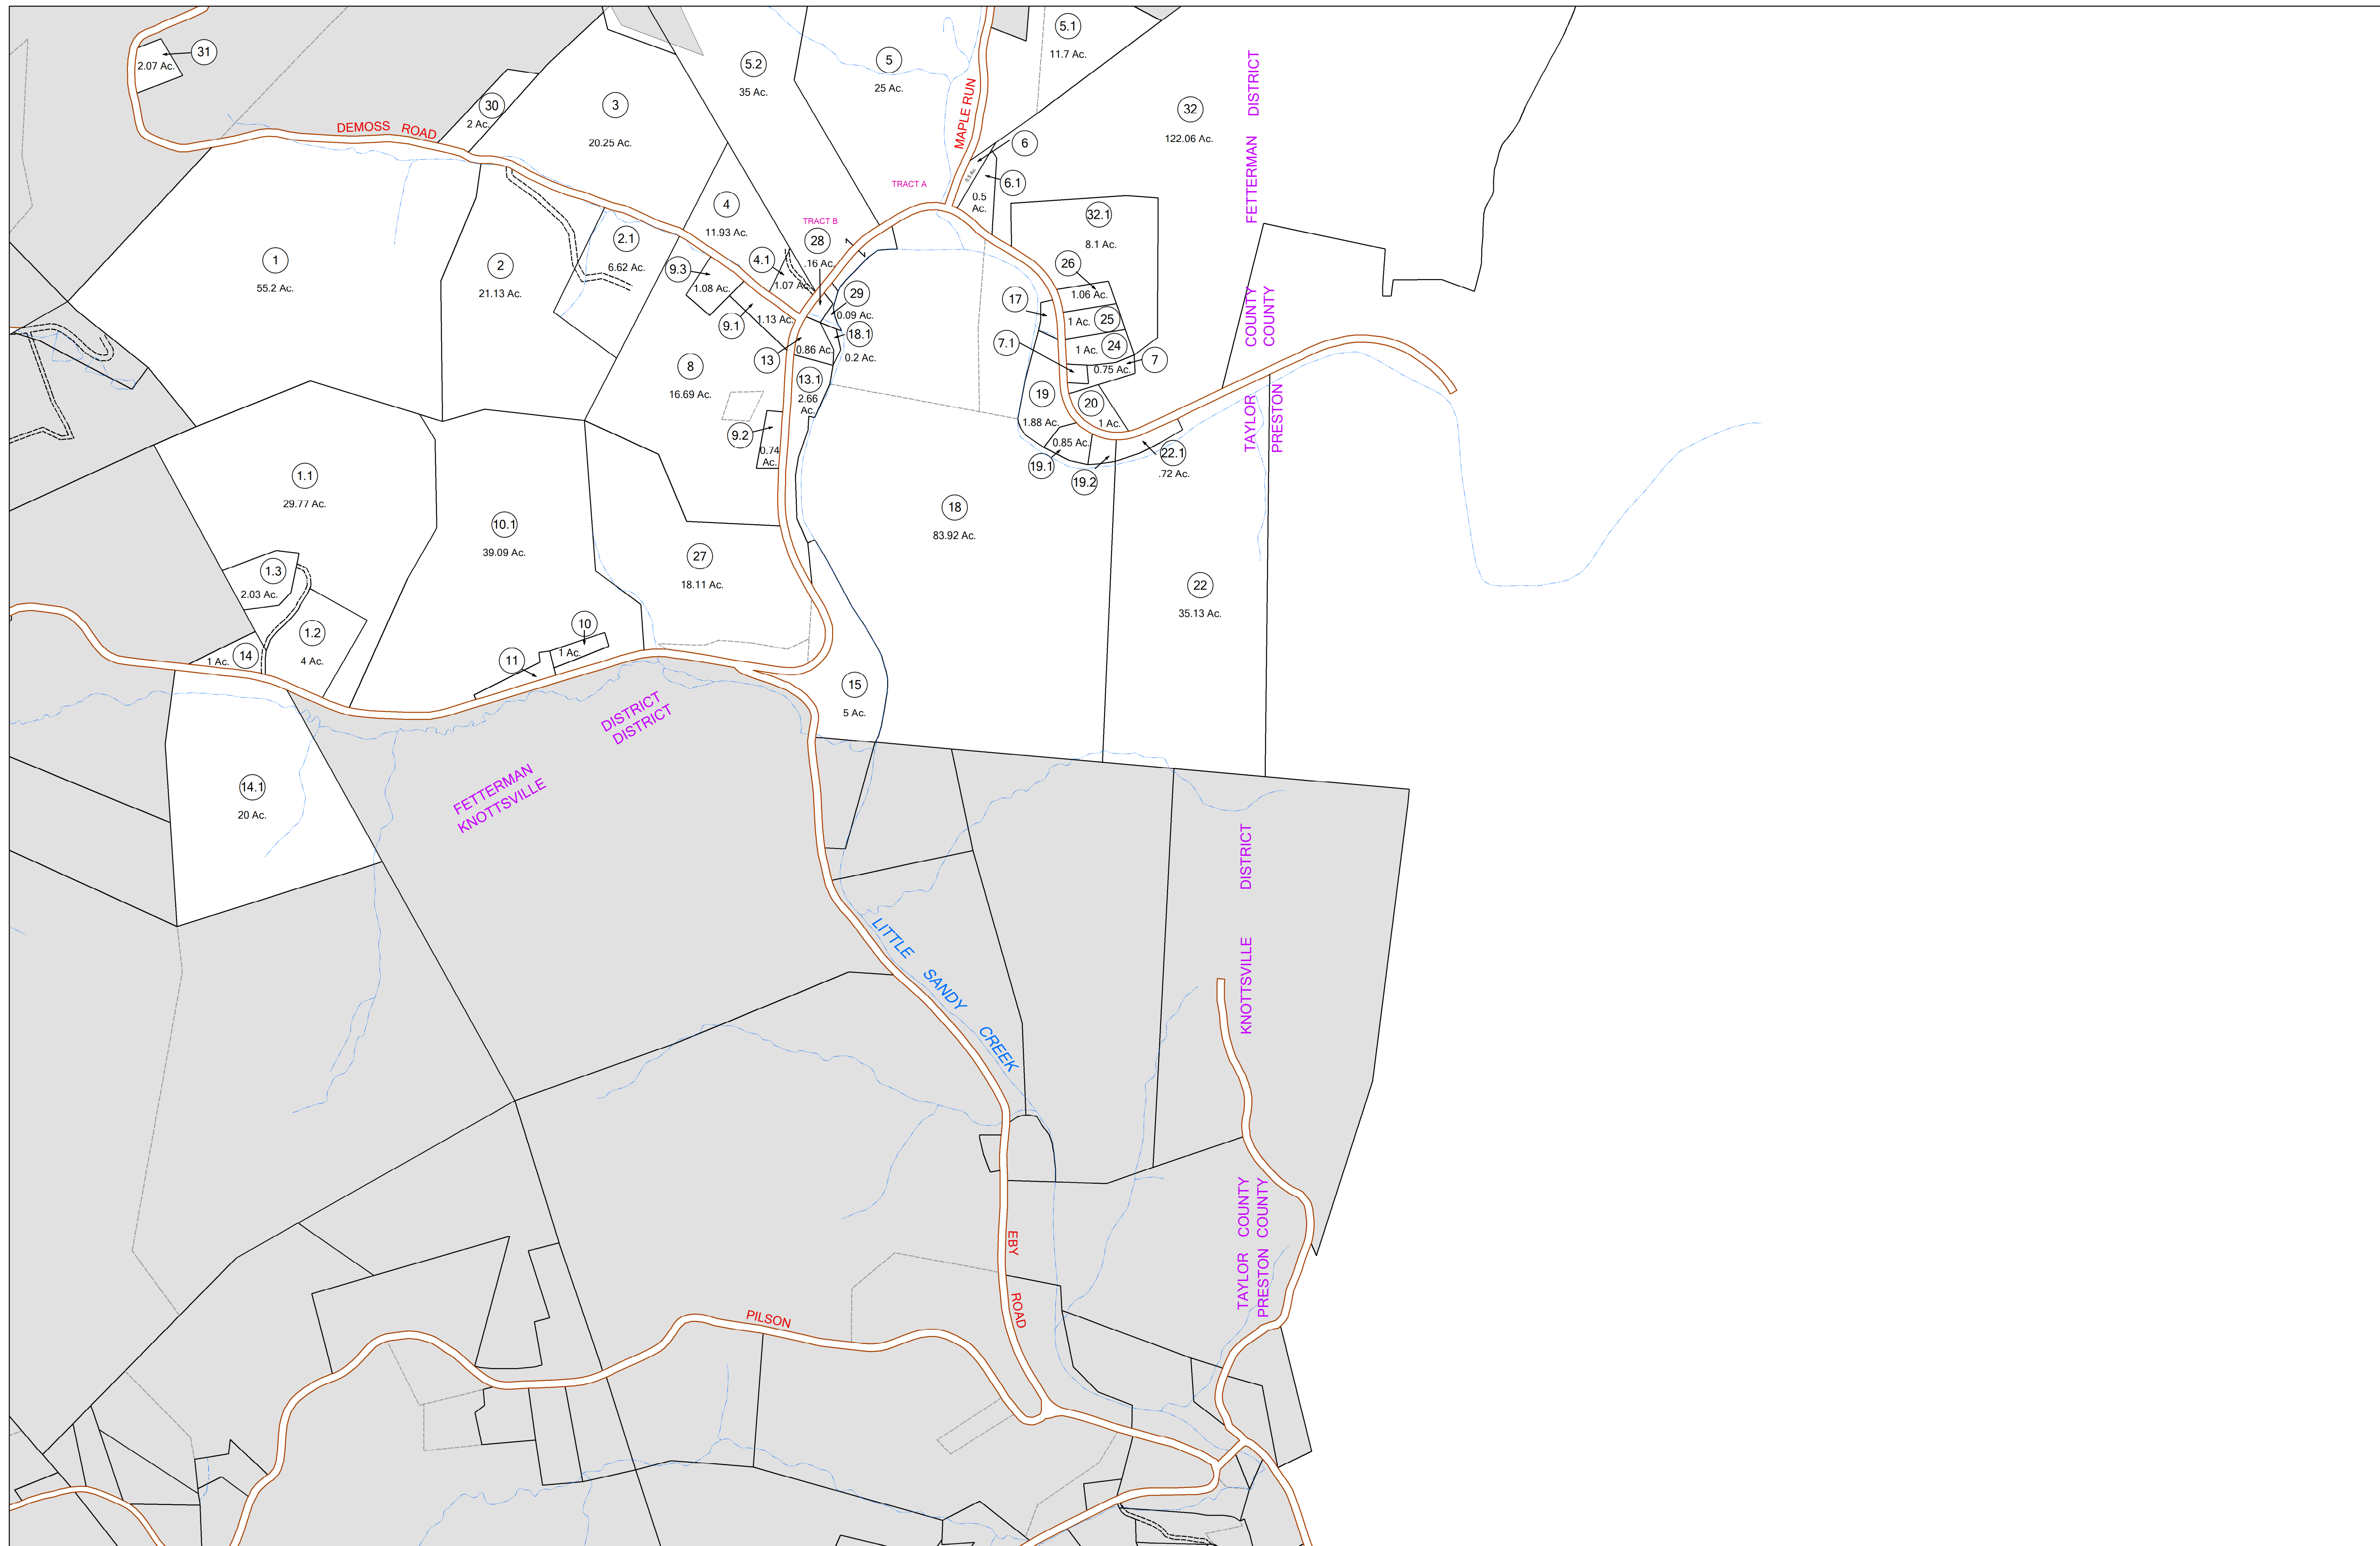 31
2.07 Ac.
30
2 Ac.
3
20.25 Ac.
5.2
35 Ac.
5
25 Ac.
5.1
11.7 Ac.
32
122.06 Ac.
FETTERMAN DISTRICT
DEMOSS ROAD
MAPLE RUN
6
0.5 Ac.
6.1
0.5
Ac.
TRACT A
TRACT B
1
55.2 Ac.
2
21.13 Ac.
2.1
6.62 Ac.
4
11.93 Ac.
4.1
1.07 Ac.
28
.16 Ac.
9.3
1.08 Ac.
9.1
1.13 Ac.
29
0.09 Ac.
18.1
0.2 Ac.
13
0.86 Ac.
13.1
2.66
Ac.
8
16.69 Ac.
9.2
0.74
Ac.
32.1
8.1 Ac.
26
1.06 Ac.
17
25
1 Ac.
24
1 Ac.
7.1
7
0.75 Ac.
19
1.88 Ac.
20
1 Ac.
0.85 Ac.
19.1
19.2
22.1
.72 Ac.
TAYLOR COUNTY
PRESTON COUNTY
1.1
29.77 Ac.
10.1
39.09 Ac.
27
18.11 Ac.
18
83.92 Ac.
22
35.13 Ac.
1.3
2.03 Ac.
1.2
4 Ac.
14
1 Ac.
10
1 Ac.
11
15
5 Ac.
14.1
20 Ac.
FETTERMAN DISTRICT
KNOTTSVILLE DISTRICT
KNOTTSVILLE DISTRICT
LITTLE SANDY CREEK
TAYLOR COUNTY
PRESTON COUNTY
EBY ROAD
PILSON